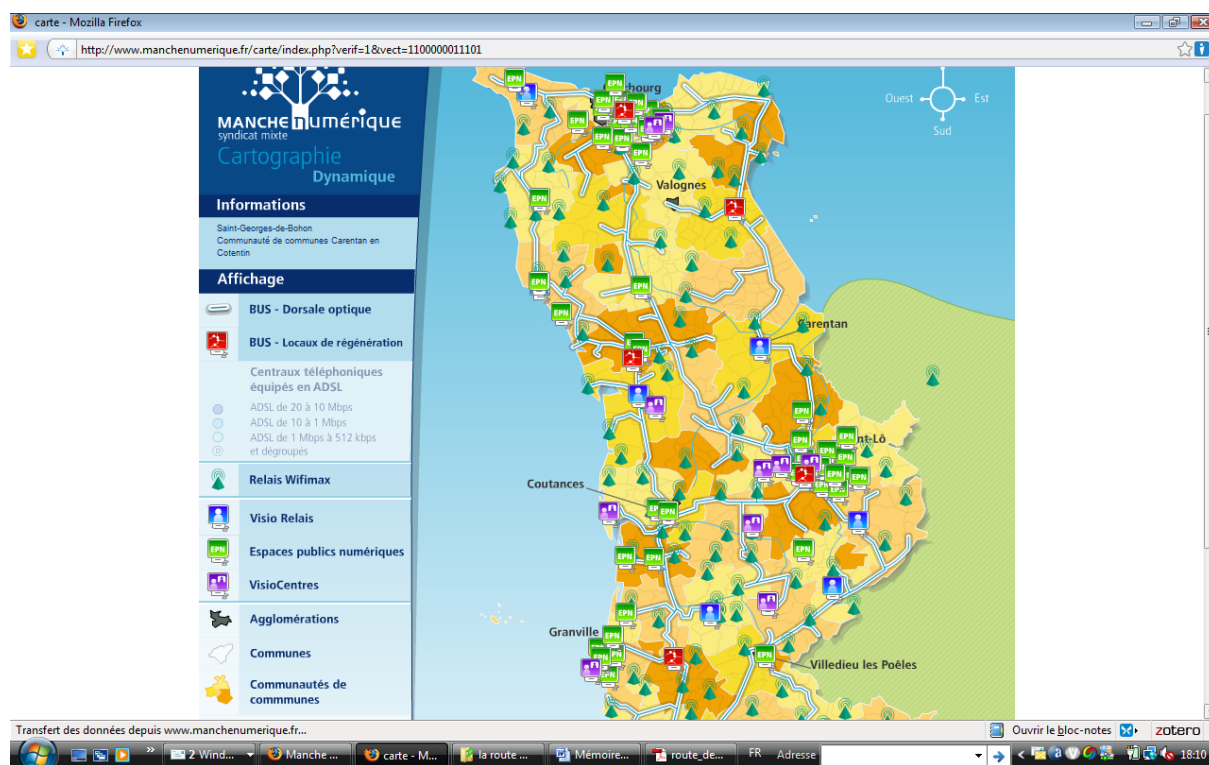 carte - Mozilla Firefox
http://www.manchenumerique.fr/carte/index.php?verif=1&vect=1100000011101
MANCHE numérique
syndicat mixte
Cartographie
Dynamique
Informations
Saint-Georges-de-Bohon
Communauté de communes Carentan en
Cotentin
Affichage
BUS - Dorsale optique
BUS - Locaux de régénération
Centraux téléphoniques
équipés en ADSL
ADSL de 20 à 10 Mbps
ADSL de 10 à 1 Mbps
ADSL de 1 Mbps à 512 kbps
et dégroupés
Relais Wifimax
Visio Relais
EPN Espaces publics numériques
VisioCentres
Agglomérations
Communes
Communautés de
commmunes
Ouest
Est
Sud
Valognes
Carentan
Coutances
Granville
Villedieu les Poêles
EPN
Transfert des données depuis www.manchenumerique.fr...
Ouvrir le bloc-notes
zotero
2 Wind...
Manche ...
carte - M...
la route ...
Mémoire...
route_de...
FR
Adresse
18:10